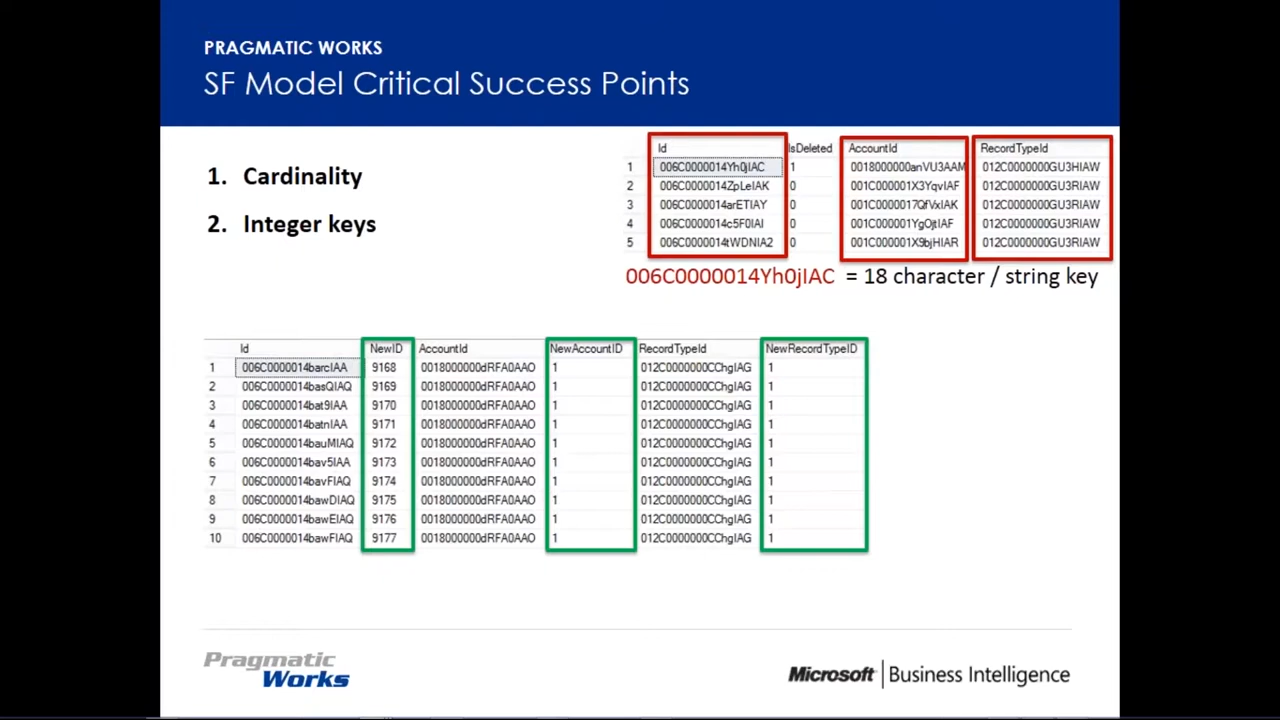 PRAGMATIC WORKS
SF Model Critical Success Points
1. Cardinality
2. Integer keys
Id IsDeleted AccountId RecordTypeId
1 006C0000014Yh0jIAC 1 0018000000anVU3AAM 012C0000000GU3HIAW
2 006C0000014ZpLeIAK 0 001C000001X3YqvIAF 012C0000000GU3RIAW
3 006C0000014arETIAY 0 001C0000017QfVxIAK 012C0000000GU3RIAW
4 006C0000014c5F0IAI 0 001C000001YgOjtIAF 012C0000000GU3RIAW
5 006C0000014tWDNIA2 0 001C000001X9bjHIAR 012C0000000GU3RIAW
006C0000014Yh0jIAC = 18 character / string key
Id NewID AccountId NewAccountID RecordTypeId NewRecordTypeID
1 006C0000014barcIAA 9168 0018000000dRFA0AAO 1 012C0000000CChgIAG 1
2 006C0000014basQIAQ 9169 0018000000dRFA0AAO 1 012C0000000CChgIAG 1
3 006C0000014bat9IAA 9170 0018000000dRFA0AAO 1 012C0000000CChgIAG 1
4 006C0000014batnIAA 9171 0018000000dRFA0AAO 1 012C0000000CChgIAG 1
5 006C0000014bauMIAQ 9172 0018000000dRFA0AAO 1 012C0000000CChgIAG 1
6 006C0000014bav5IAA 9173 0018000000dRFA0AAO 1 012C0000000CChgIAG 1
7 006C0000014bavFIAQ 9174 0018000000dRFA0AAO 1 012C0000000CChgIAG 1
8 006C0000014bawDIAQ 9175 0018000000dRFA0AAO 1 012C0000000CChgIAG 1
9 006C0000014bawEIAQ 9176 0018000000dRFA0AAO 1 012C0000000CChgIAG 1
10 006C0000014bawFIAQ 9177 0018000000dRFA0AAO 1 012C0000000CChgIAG 1
Pragmatic
Works
Microsoft Business Intelligence